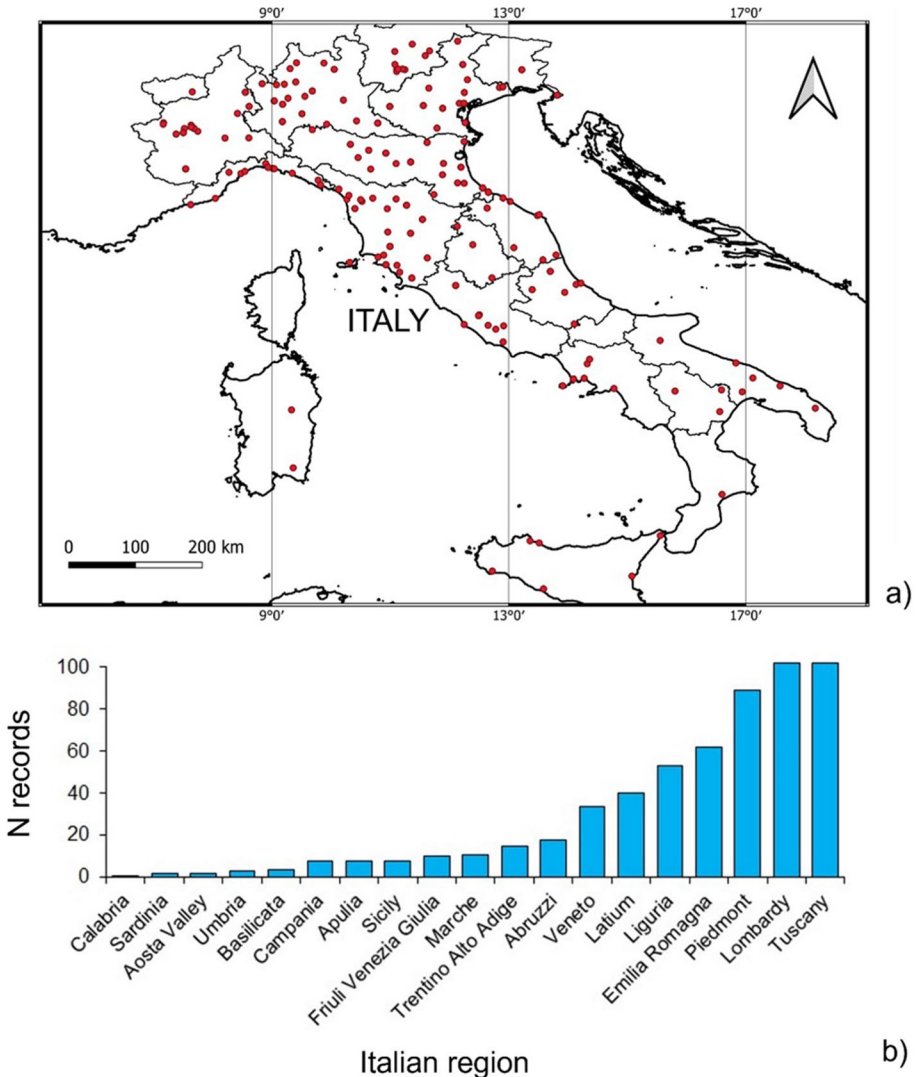 9°0' 13°0' 17°0'
ITALY
0 100 200 km
9°0' 13°0' 17°0'
a)
100
80
60
40
20
0
N records
Calabria
Sardinia
Aosta Valley
Umbria
Basilicata
Campania
Apulia
Sicily
Friuli Venezia Giulia
Marche
Trentino Alto Adige
Abruzzi
Veneto
Latium
Liguria
Emilia Romagna
Piedmont
Lombardy
Tuscany
Italian region
b)